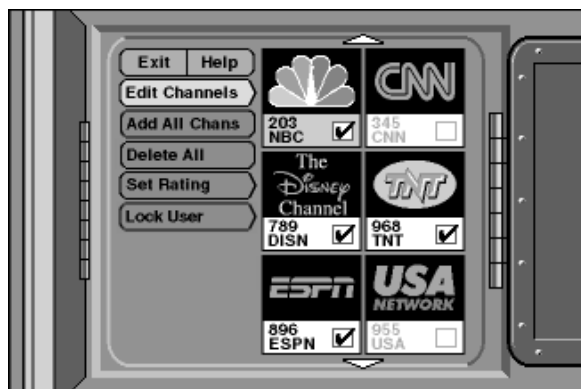 Exit Help
Edit Channels
Add All Chans
Delete All
Set Rating
Lock User
203
NBC
CNN
345
CNN
The
Disney
Channel
789
DISN
TNT
968
TNT
ESPN
896
ESPN
USA
NETWORK
955
USA